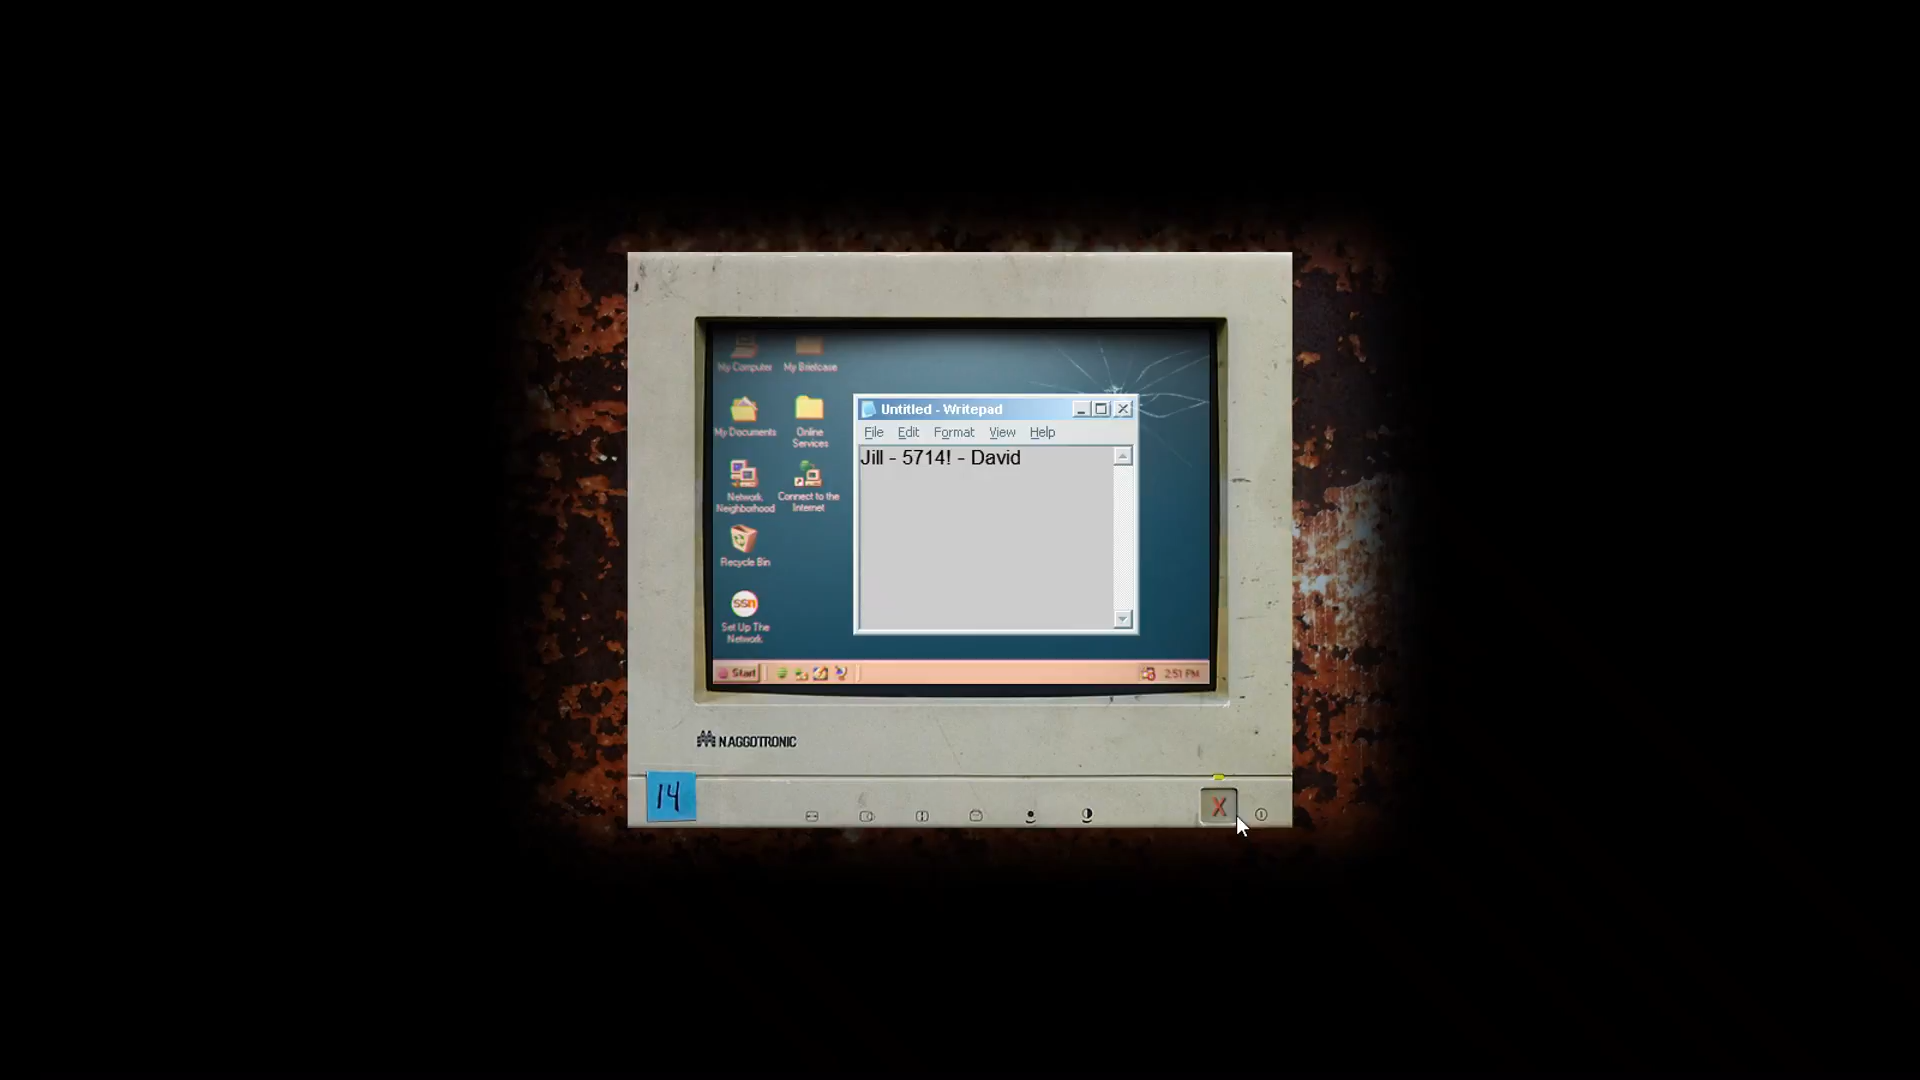 My Computer
My Briefcase
My Documents
Online
Services
Network
Neighborhood
Connect to the
Internet
Recycle Bin
ssn
Set Up The
Network
Untitled - Writepad
File Edit Format View Help
Jill - 5714! - David
Start
2:51 PM
NAGGOTRONIC
14
X